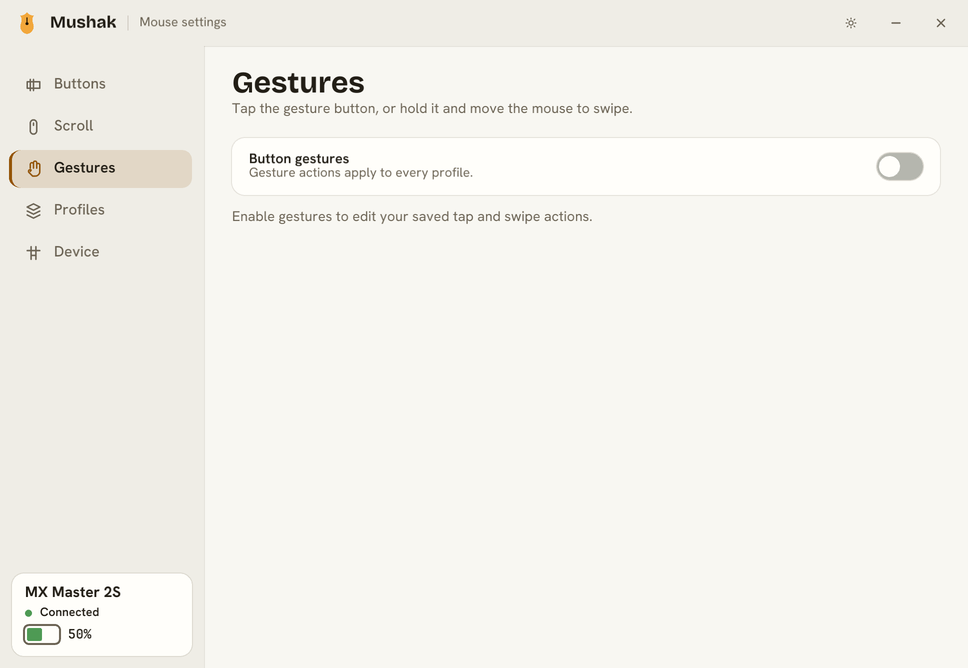 Mushak
Mouse settings
Buttons
Scroll
Gestures
Profiles
Device
MX Master 2S
Connected
50%
Gestures
Tap the gesture button, or hold it and move the mouse to swipe.
Button gestures
Gesture actions apply to every profile.
Enable gestures to edit your saved tap and swipe actions.